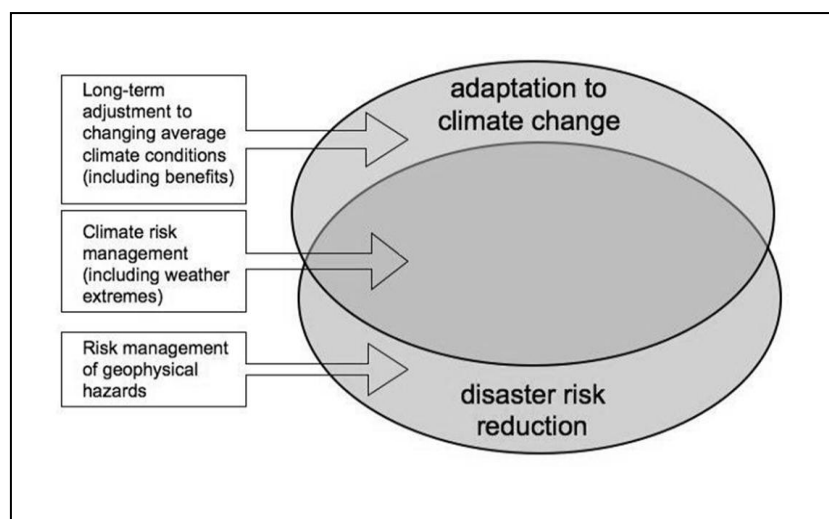 Long-term
adjustment to
changing average
climate conditions
(including benefits)
Climate risk
management
(including weather
extremes)
Risk management
of geophysical
hazards
adaptation to
climate change
disaster risk
reduction